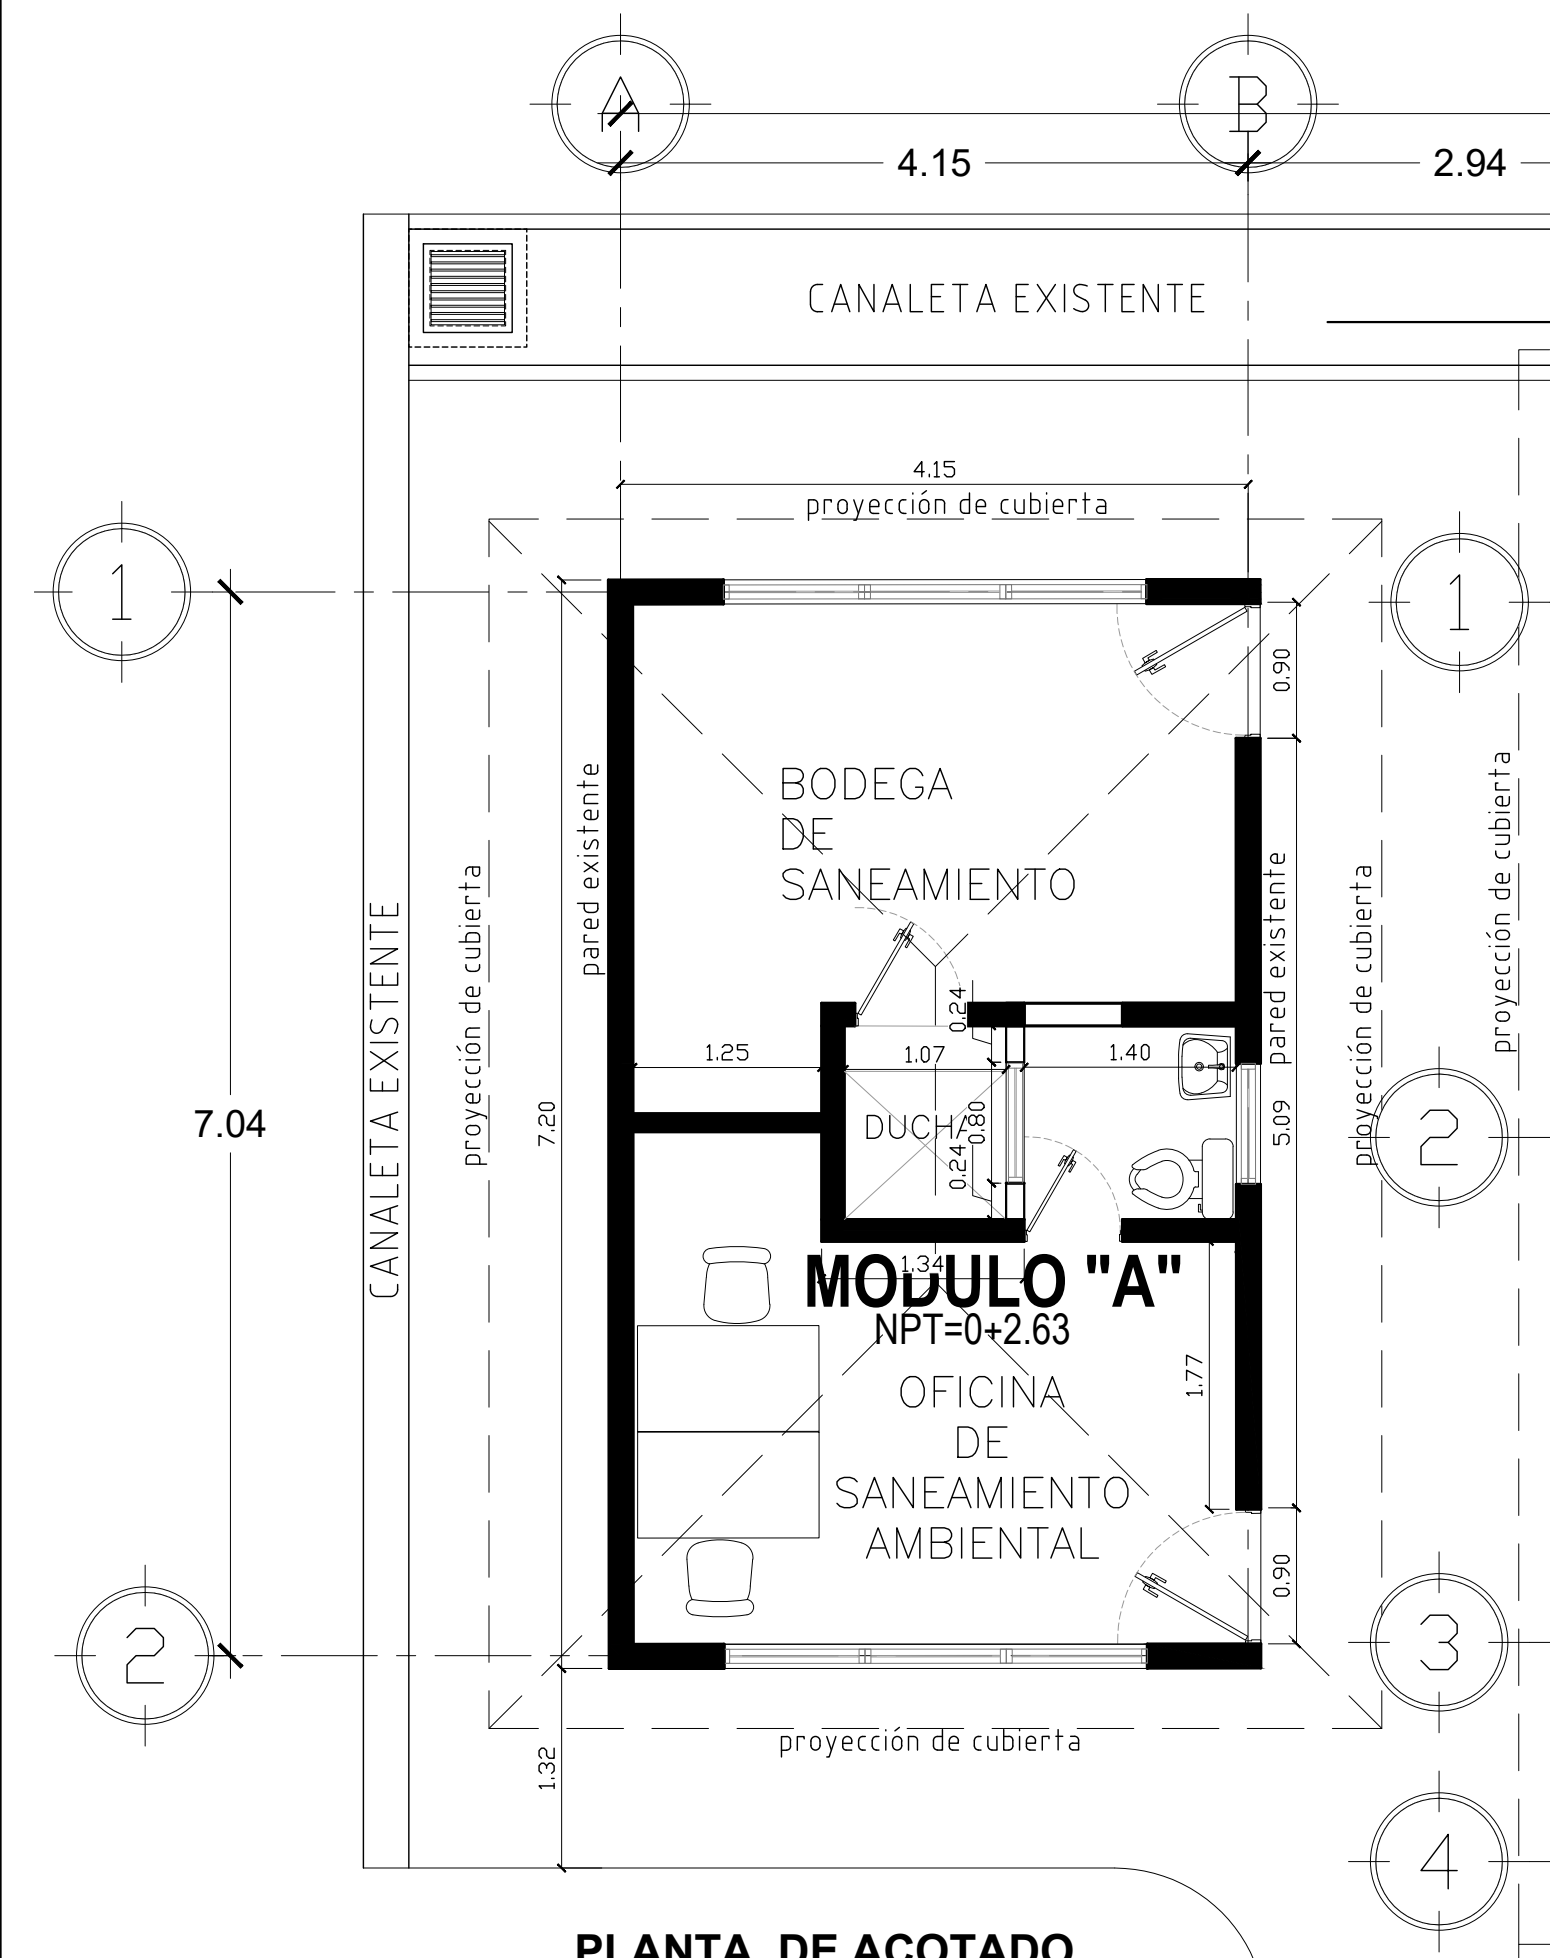 A
B
4.15
2.94
CANALETA EXISTENTE
4.15
proyección de cubierta
1
1
0.90
pared existente
BODEGA
DE
SANEAMIENTO
proyección de cubierta
proyección de cubierta
pared existente
proyección de cubierta
CANALETA EXISTENTE
0.24
1.25
1.07
1.40
7.04
7.20
DUCHA
0.80
0.24
5.09
2
MODULO "A"
1.34
NPT=0+2.63
1.77
OFICINA
DE
SANEAMIENTO
AMBIENTAL
0.90
2
3
proyección de cubierta
1.32
4
PLANTA DE ACOTADO